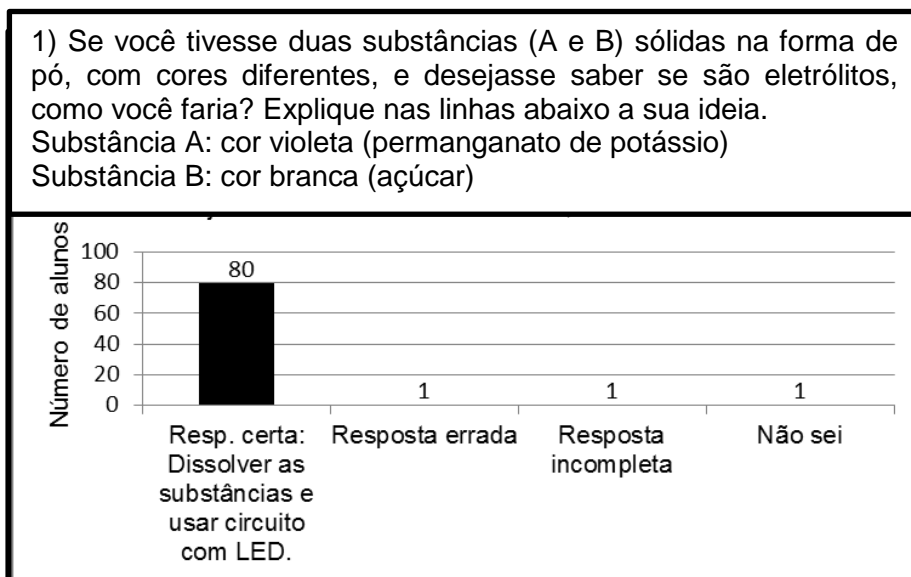 1) Se você tivesse duas substâncias (A e B) sólidas na forma de
pó, com cores diferentes, e desejasse saber se são eletrólitos,
como você faria? Explique nas linhas abaixo a sua ideia.
Substância A: cor violeta (permanganato de potássio)
Substância B: cor branca (açúcar)
Número de alunos
100
80
60
40
20
0
80
1
1
1
Resp. certa:
Dissolver as
substâncias e
usar circuito
com LED.
Resposta errada
Resposta
incompleta
Não sei